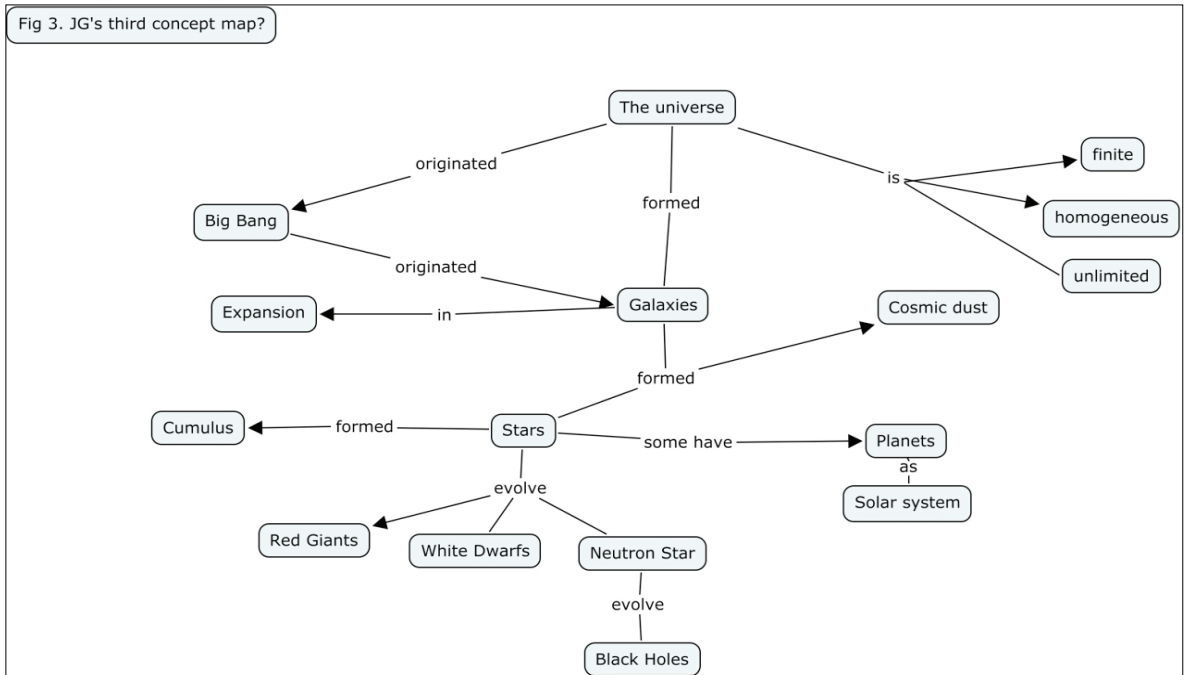 Fig 3. JG's third concept map?
The universe
originated
finite
is
formed
homogeneous
Big Bang
originated
unlimited
Expansion
in
Galaxies
Cosmic dust
formed
Cumulus
formed
Stars
some have
Planets
as
evolve
Solar system
Red Giants
White Dwarfs
Neutron Star
evolve
Black Holes